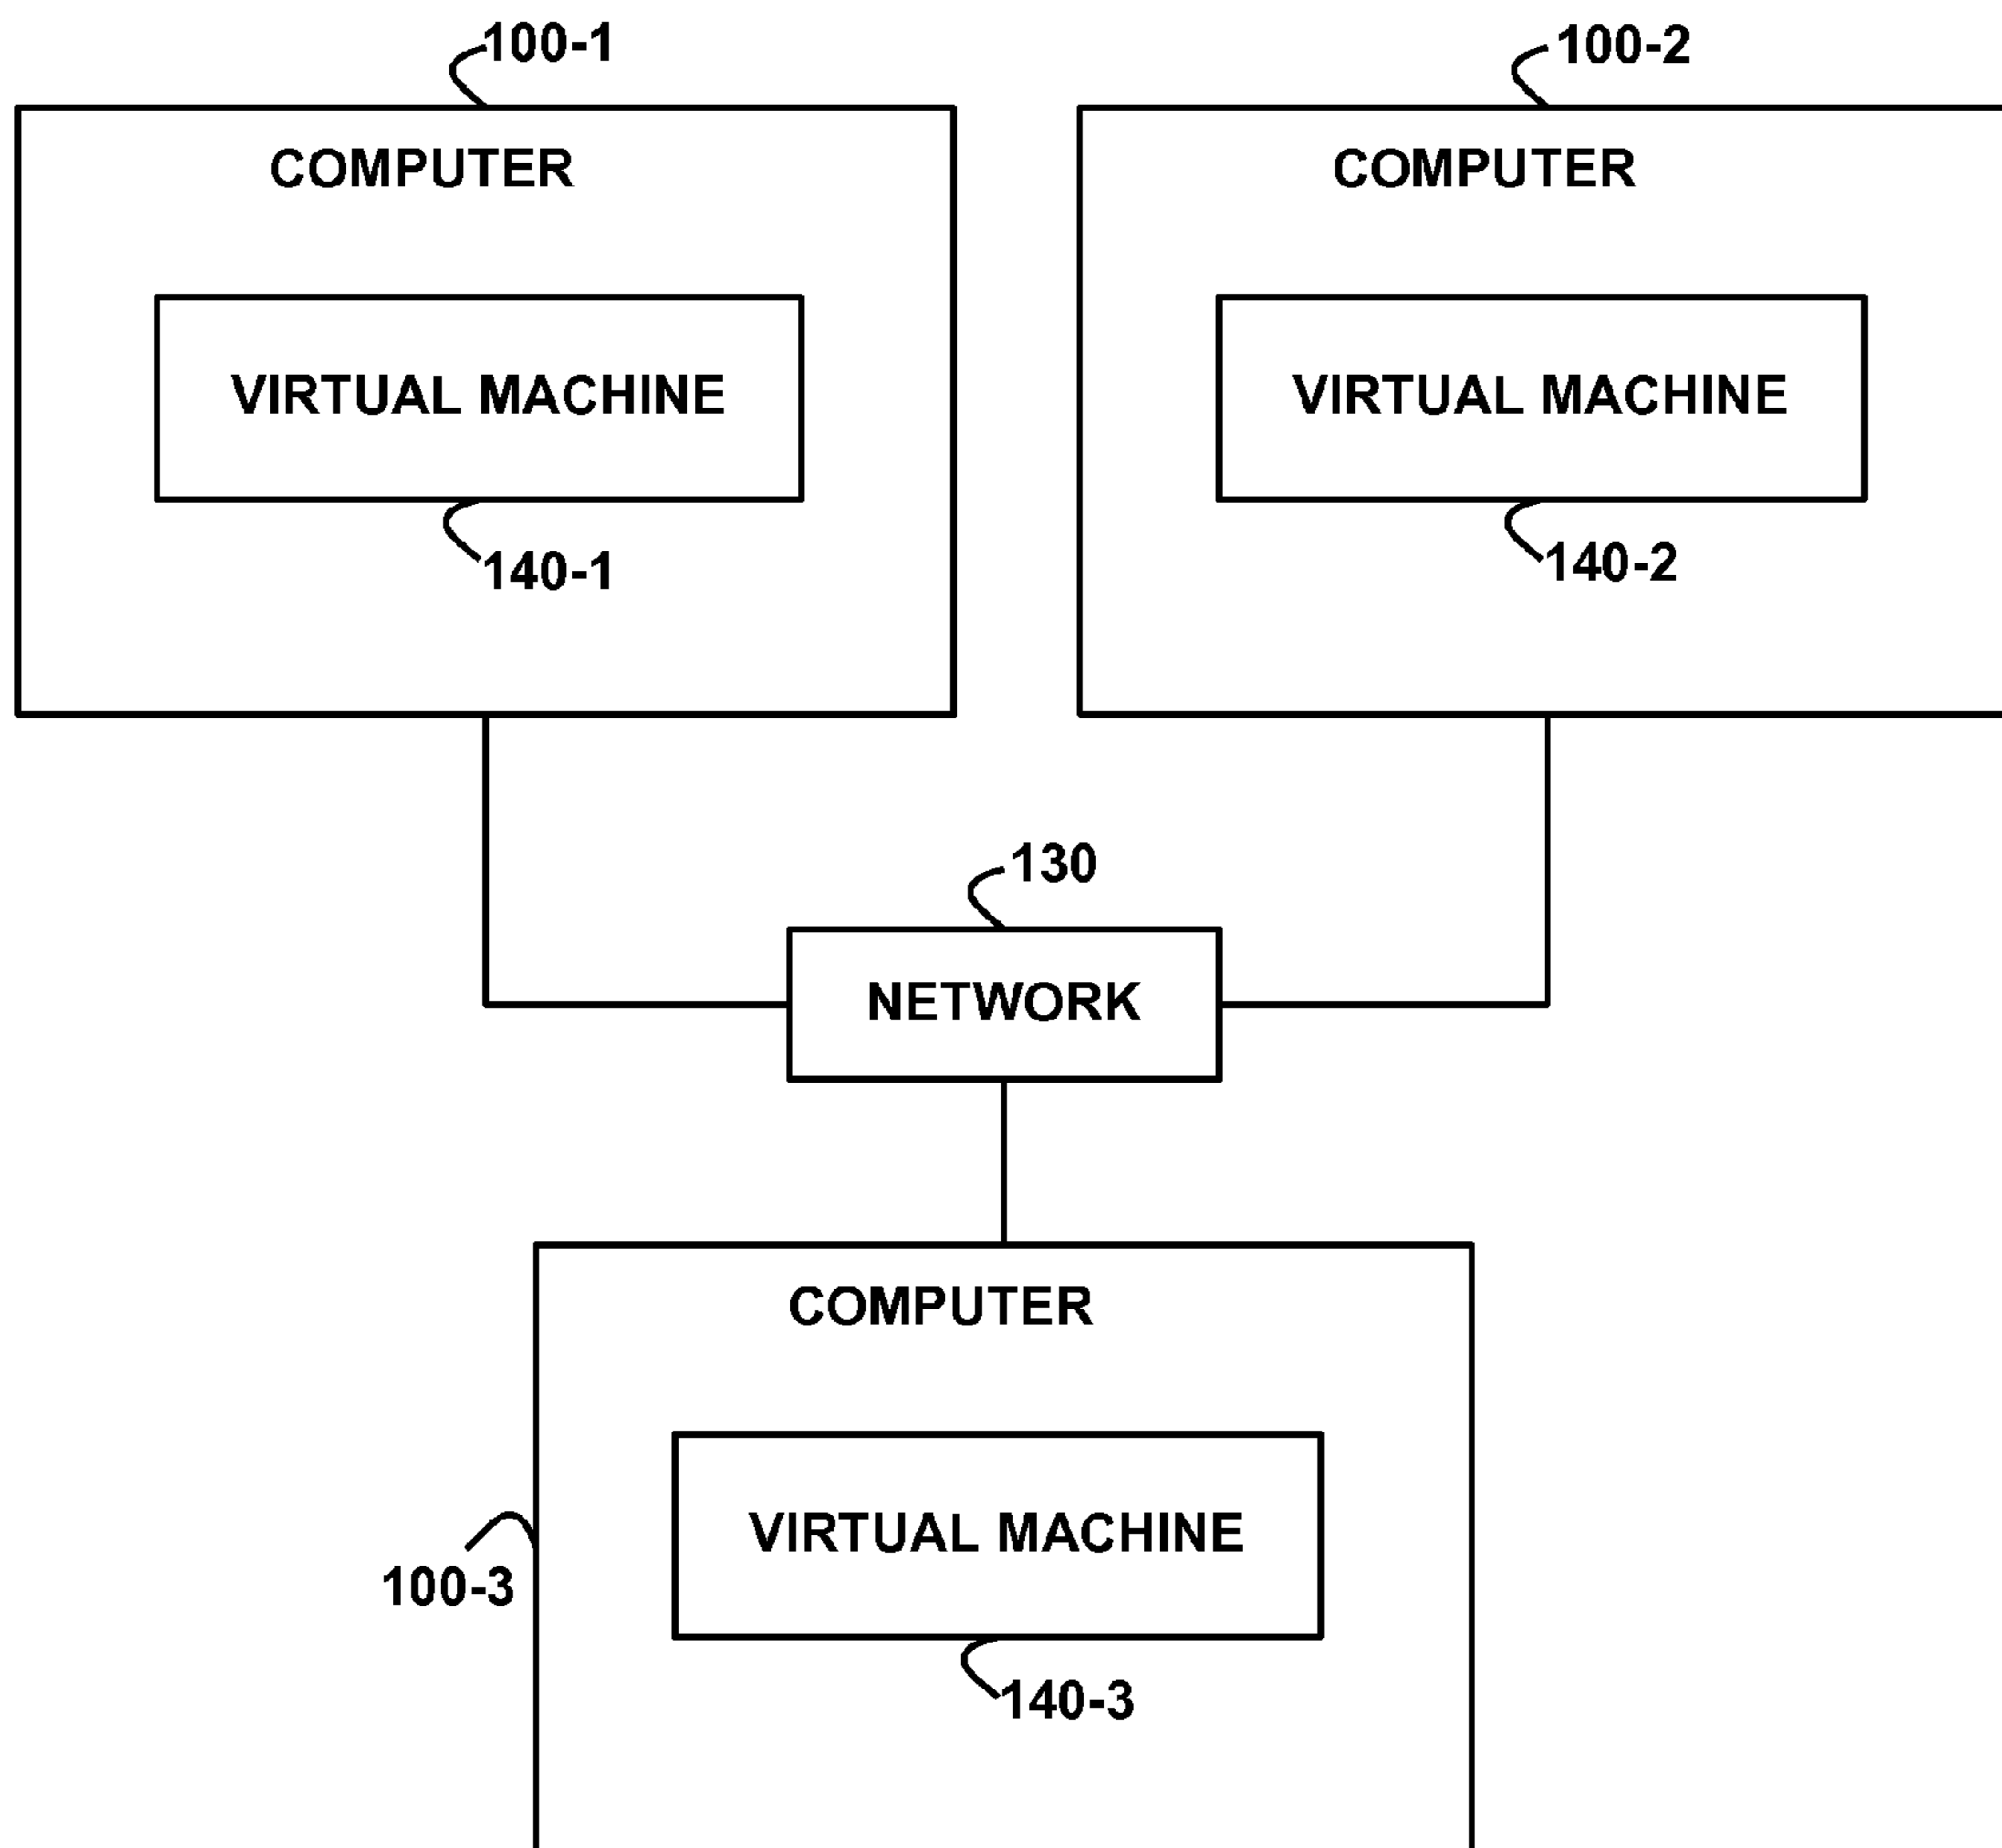 100-1
100-2
COMPUTER
COMPUTER
VIRTUAL MACHINE
VIRTUAL MACHINE
140-1
140-2
130
NETWORK
COMPUTER
VIRTUAL MACHINE
100-3
140-3